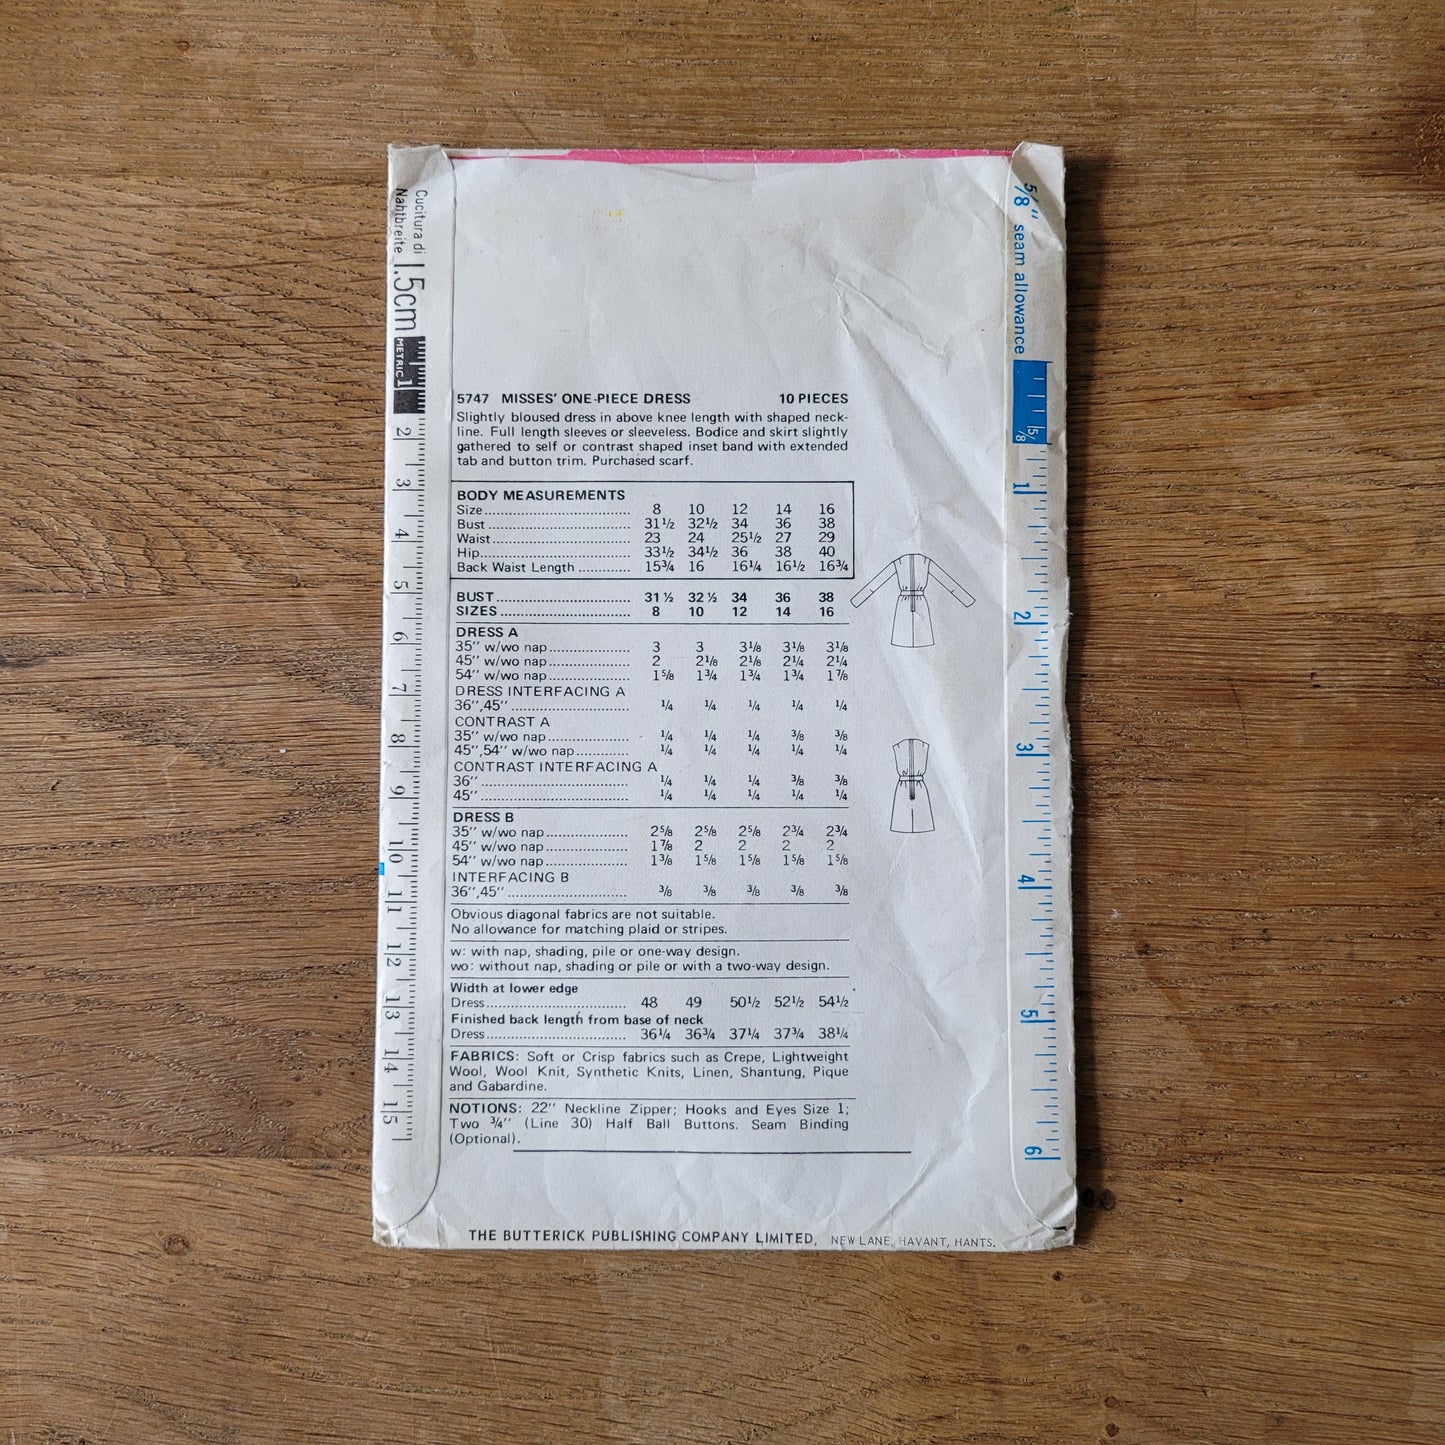 5747 MISSES' ONE-PIECE DRESS 10 PIECES
Slightly bloused dress in above knee length with shaped neck-
line. Full length sleeves or sleeveless. Bodice and skirt slightly
gathered to self or contrast shaped inset band with extended
tab and button trim. Purchased scarf.
BODY MEASUREMENTS
Size 8 10 12 14 16
Bust 31½ 32½ 34 36 38
Waist 23 24 25½ 27 29
Hip 33½ 34½ 36 38 40
Back Waist Length 15¾ 16 16¼ 16½ 16¾
BUST 31 ½ 32 ½ 34 36 38
SIZES 8 10 12 14 16
DRESS A
35" w/wo nap 3 3 3⅛ 3⅛ 3⅛
45" w/wo nap 2 2⅛ 2⅛ 2¼ 2¼
54" w/wo nap 1⅝ 1¾ 1¾ 1¾ 1⅞
DRESS INTERFACING A
36",45" ¼ ¼ ¼ ¼ ¼
CONTRAST A
35" w/wo nap ¼ ¼ ¼ ⅜ ⅜
45",54" w/wo nap ¼ ¼ ¼ ¼ ¼
CONTRAST INTERFACING A
36" ¼ ¼ ¼ ⅜ ⅜
45" ¼ ¼ ¼ ¼ ¼
DRESS B
35" w/wo nap 2⅝ 2⅝ 2⅝ 2¾ 2¾
45" w/wo nap 1⅞ 2 2 2 2
54" w/wo nap 1⅜ 1⅝ 1⅝ 1⅝ 1⅝
INTERFACING B
36",45" ⅜ ⅜ ⅜ ⅜ ⅜
Obvious diagonal fabrics are not suitable.
No allowance for matching plaid or stripes.
w: with nap, shading, pile or one-way design.
wo: without nap, shading or pile or with a two-way design.
Width at lower edge
Dress 48 49 50½ 52½ 54½
Finished back length from base of neck
Dress 36¼ 36¾ 37¼ 37¾ 38¼
FABRICS: Soft or Crisp fabrics such as Crepe, Lightweight
Wool, Wool Knit, Synthetic Knits, Linen, Shantung, Pique
and Gabardine.
NOTIONS: 22" Neckline Zipper; Hooks and Eyes Size 1;
Two ¾" (Line 30) Half Ball Buttons. Seam Binding
(Optional).
THE BUTTERICK PUBLISHING COMPANY LIMITED, NEW LANE, HAVANT, HANTS.
Cucitura di
Nahtbreite 1.5cm
METRIC 1 2 3 4 5 6 7 8 9 10 11 12 13 14 15
5/8" seam allowance
5/8 1 2 3 4 5 6